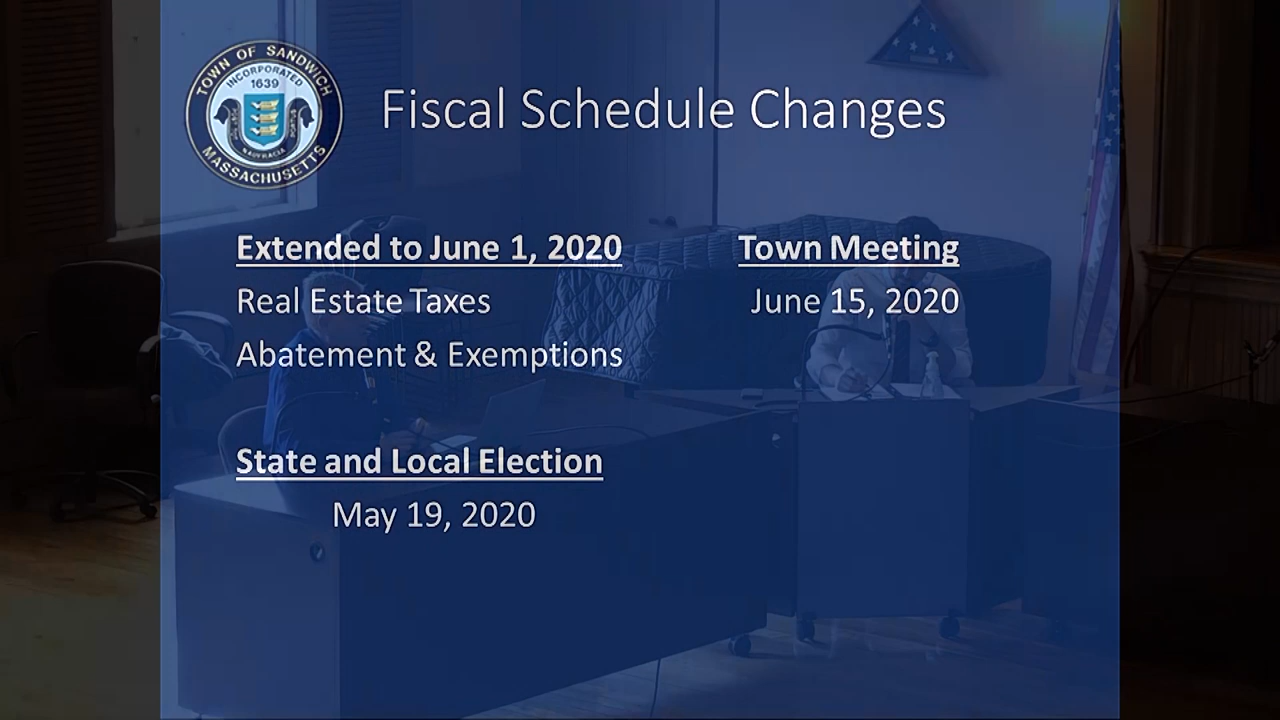 TOWN OF SANDWICH
INCORPORATED
1639
MASSACHUSETTS
Fiscal Schedule Changes
Extended to June 1, 2020
Real Estate Taxes
Abatement & Exemptions
State and Local Election
May 19, 2020
Town Meeting
June 15, 2020